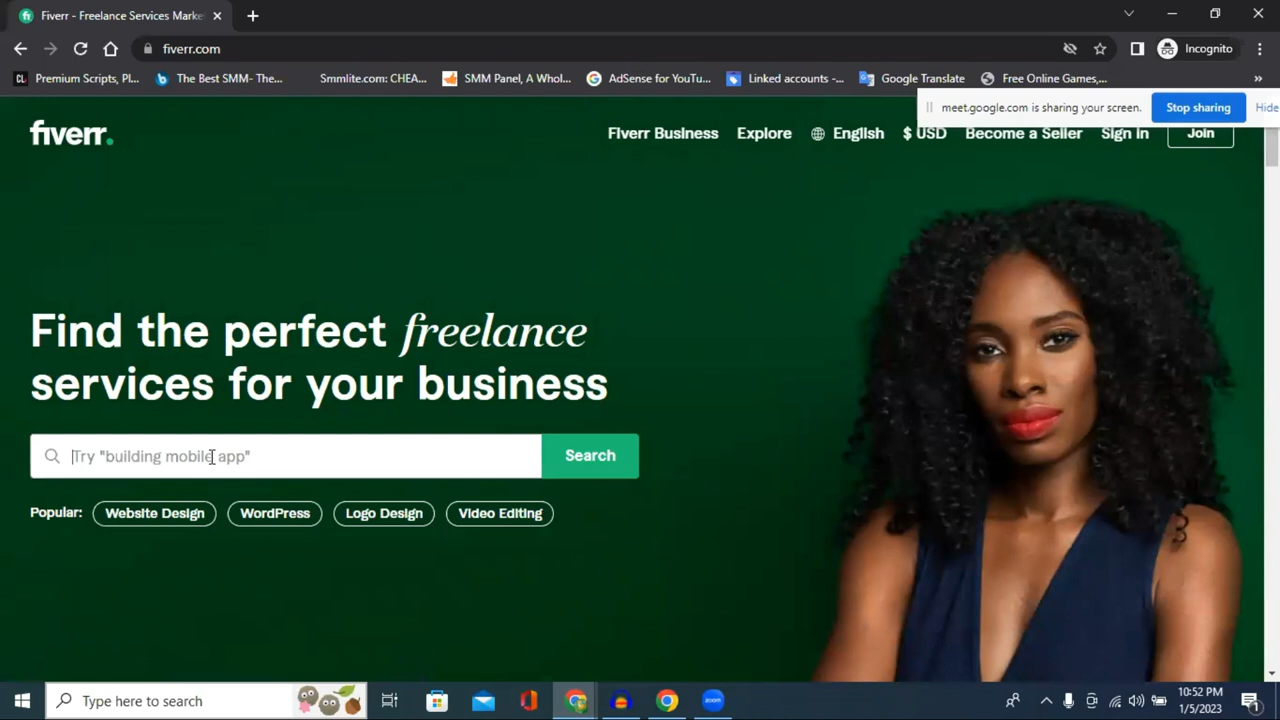 Fiverr - Freelance Services Marke
fiverr.com
Incognito
CL Premium Scripts, Pl...
The Best SMM- The...
Smmlite.com: CHEA...
SMM Panel, A Whol...
AdSense for YouTu...
Linked accounts -...
Google Translate
Free Online Games,...
»
meet.google.com is sharing your screen.
Stop sharing
Hide
fiverr.
Fiverr Business
Explore
English
$ USD
Become a Seller
Sign in
Join
Find the perfect freelance
services for your business
Try "building mobile app"
Search
Popular:
Website Design
WordPress
Logo Design
Video Editing
Type here to search
zoom
10:52 PM
1/5/2023
1